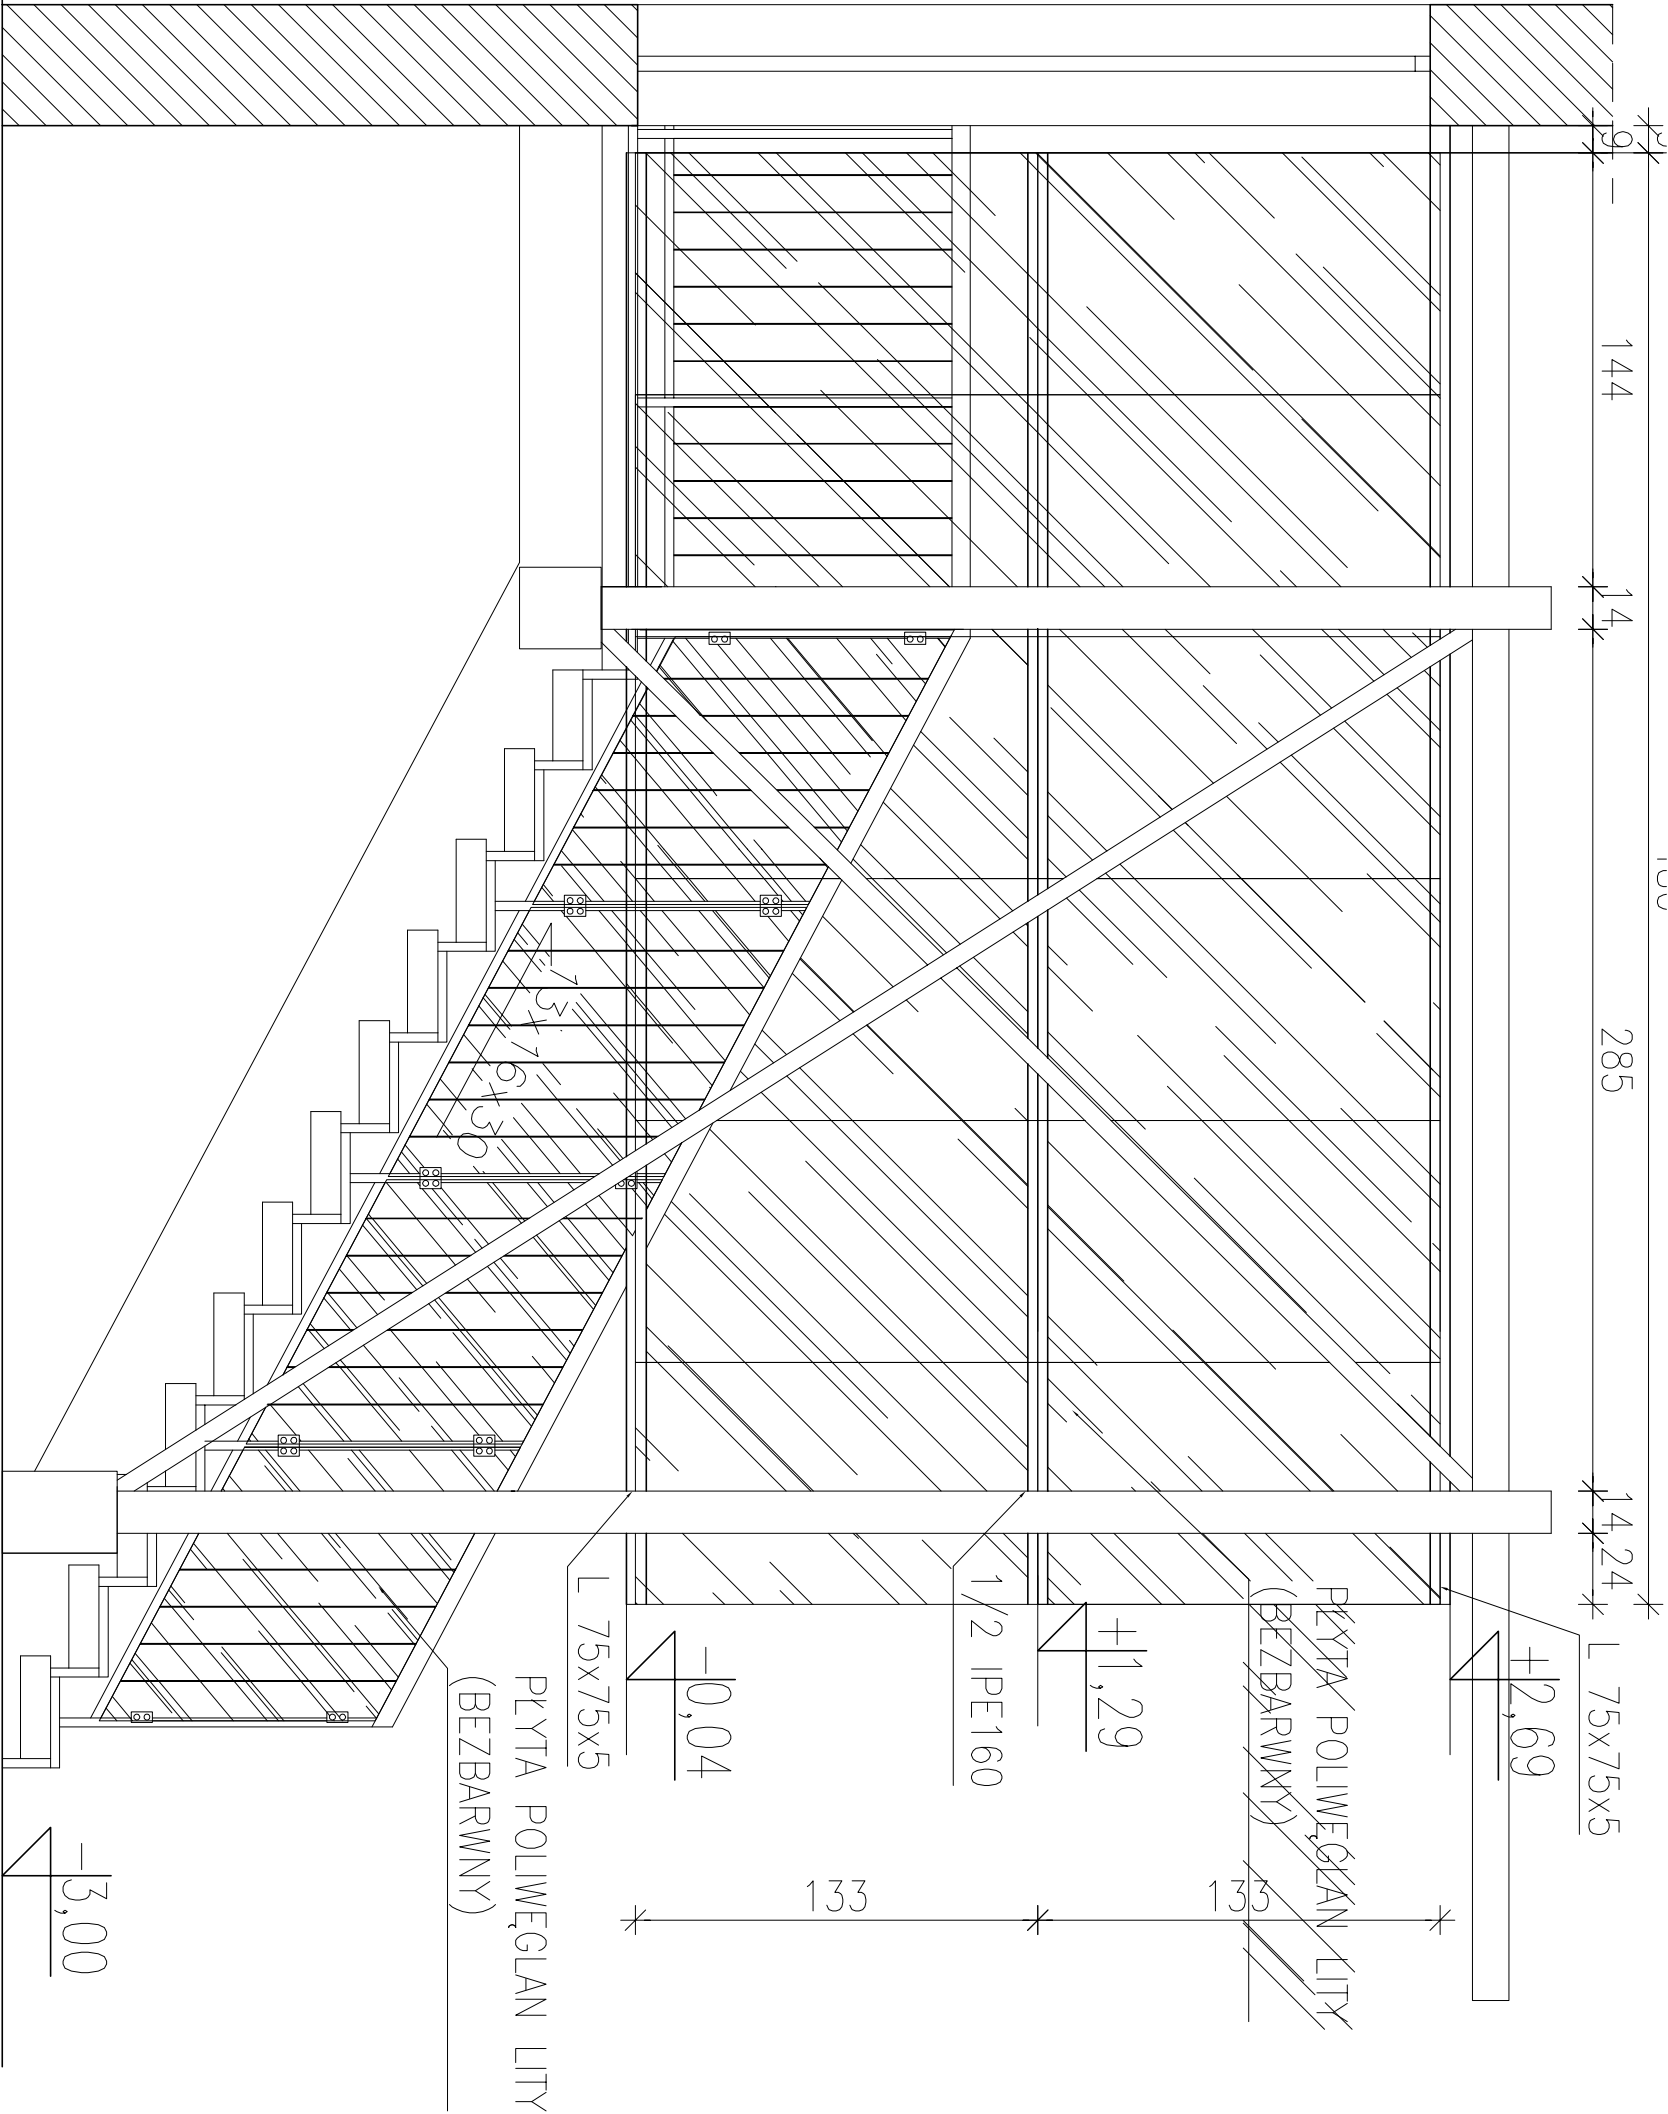 9
144
14
285
14
24
L 75x75x5
+2,69
PŁYTA POLIWĘGLAN LITY
(BEZBARWNY)
+1,29
1/2 IPE160
-0,04
L 75x75x5
PŁYTA POLIWĘGLAN LITY
(BEZBARWNY)
-3,00
133
133